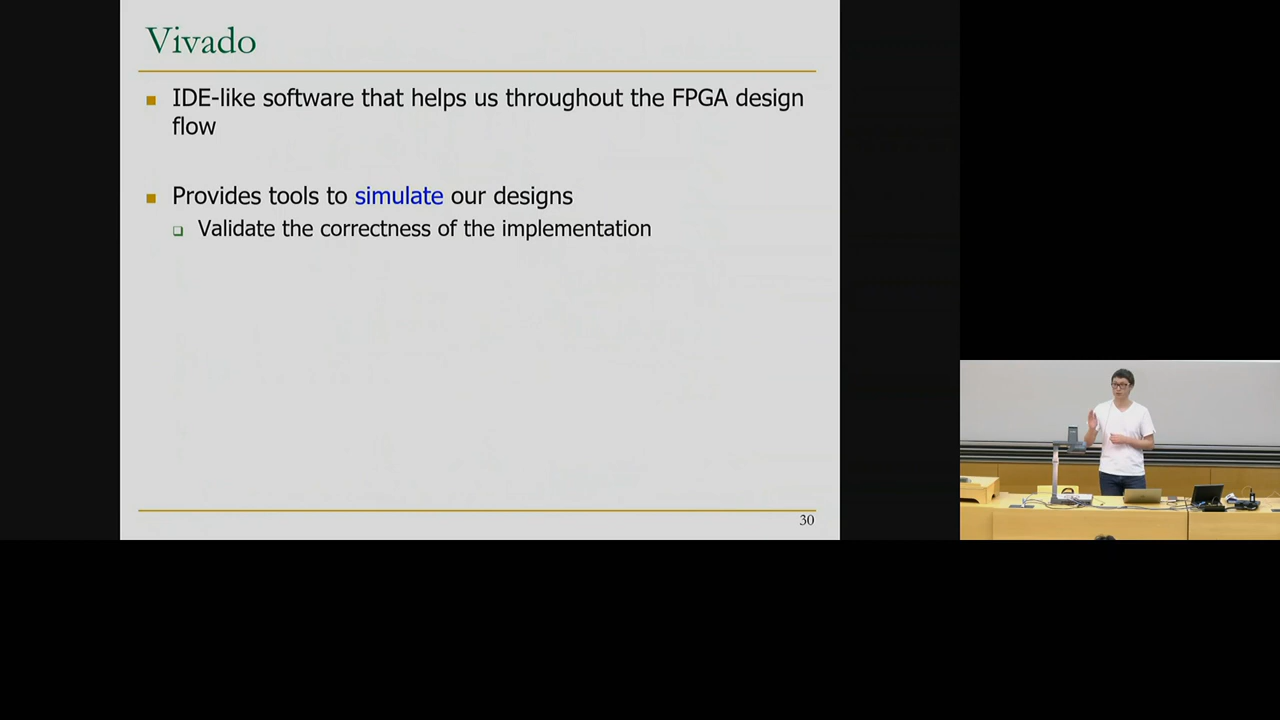 Vivado
IDE-like software that helps us throughout the FPGA design
flow
Provides tools to simulate our designs
Validate the correctness of the implementation
30